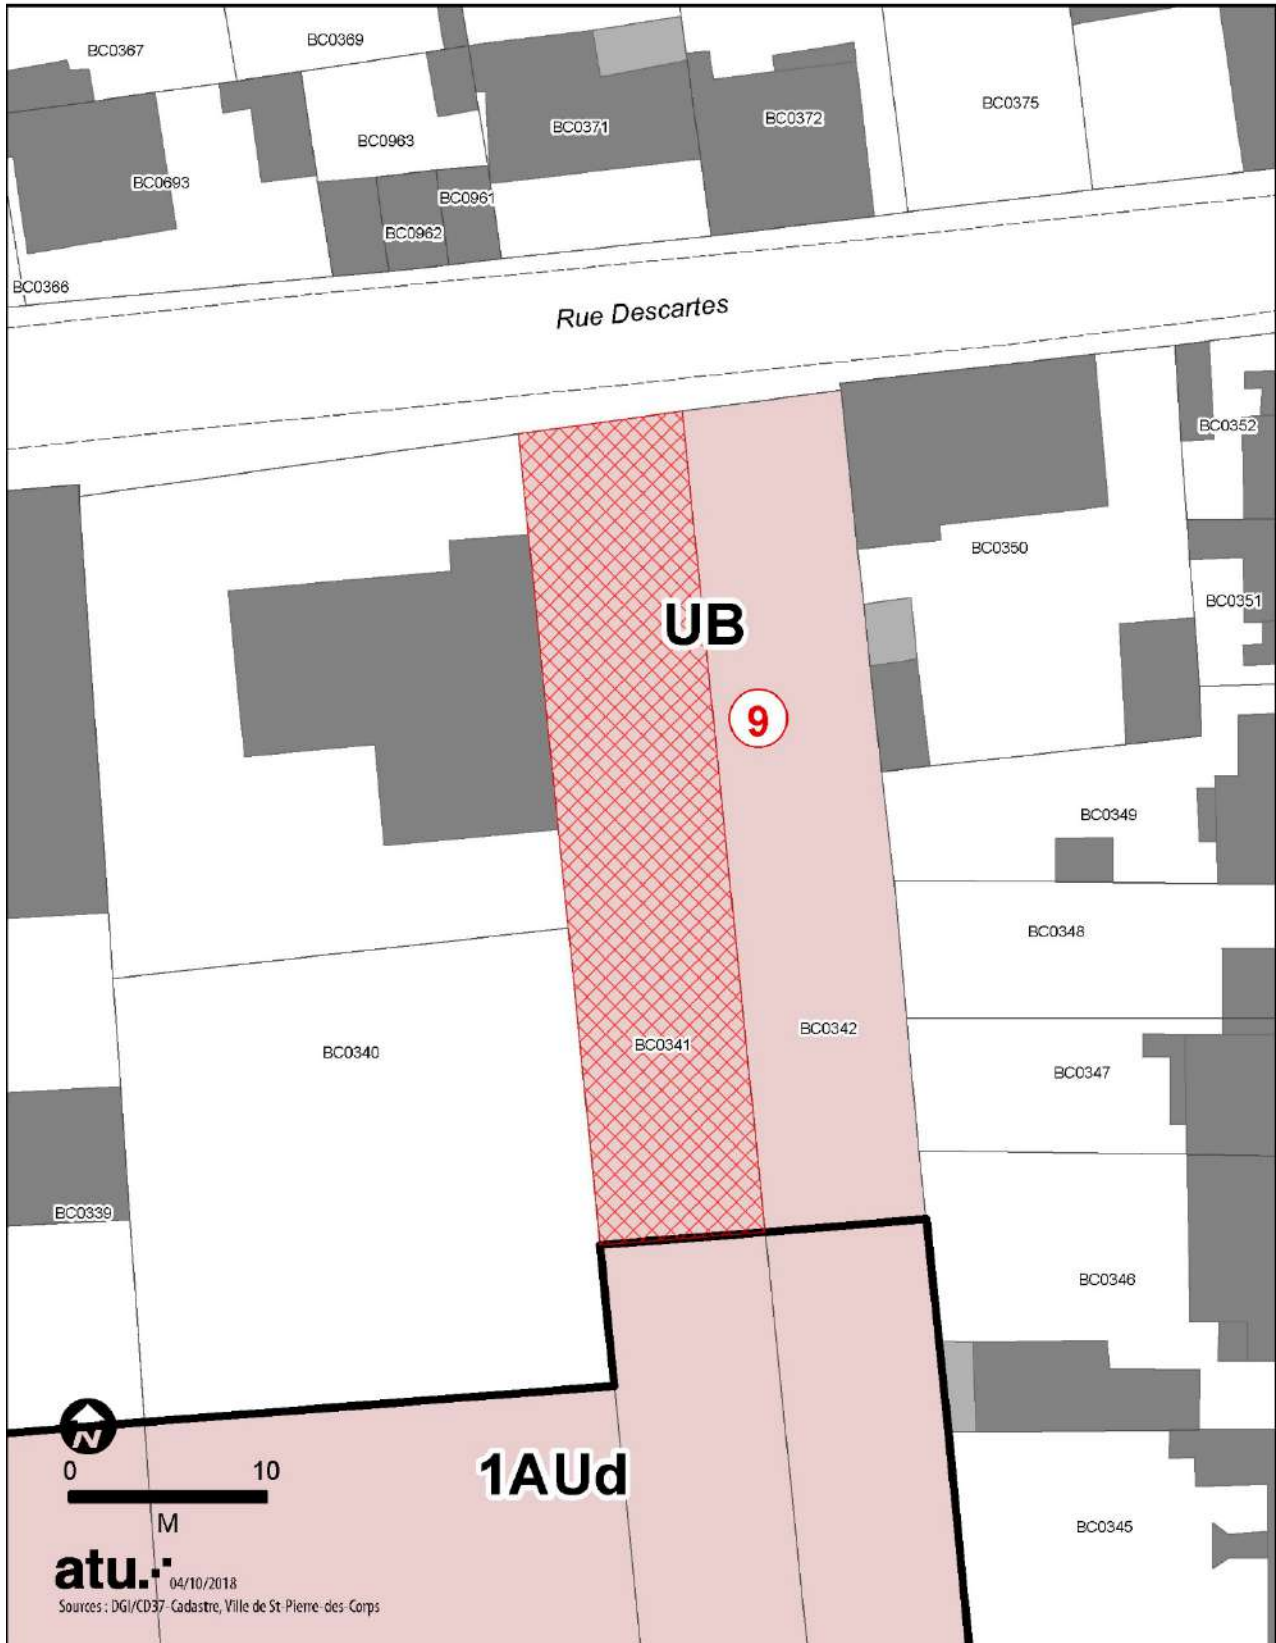 BC0367
BC0369
BC0963
BC0371
BC0372
BC0375
BC0693
BC0961
BC0962
BC0366
Rue Descartes
BC0352
BC0350
BC0351
UB
9
BC0349
BC0348
BC0342
BC0341
BC0340
BC0347
BC0339
BC0346
N
0 10
M
1AUd
BC0345
atu.
04/10/2018
Sources : DGI/CD37-Cadastre, Ville de St-Pierre-des-Corps